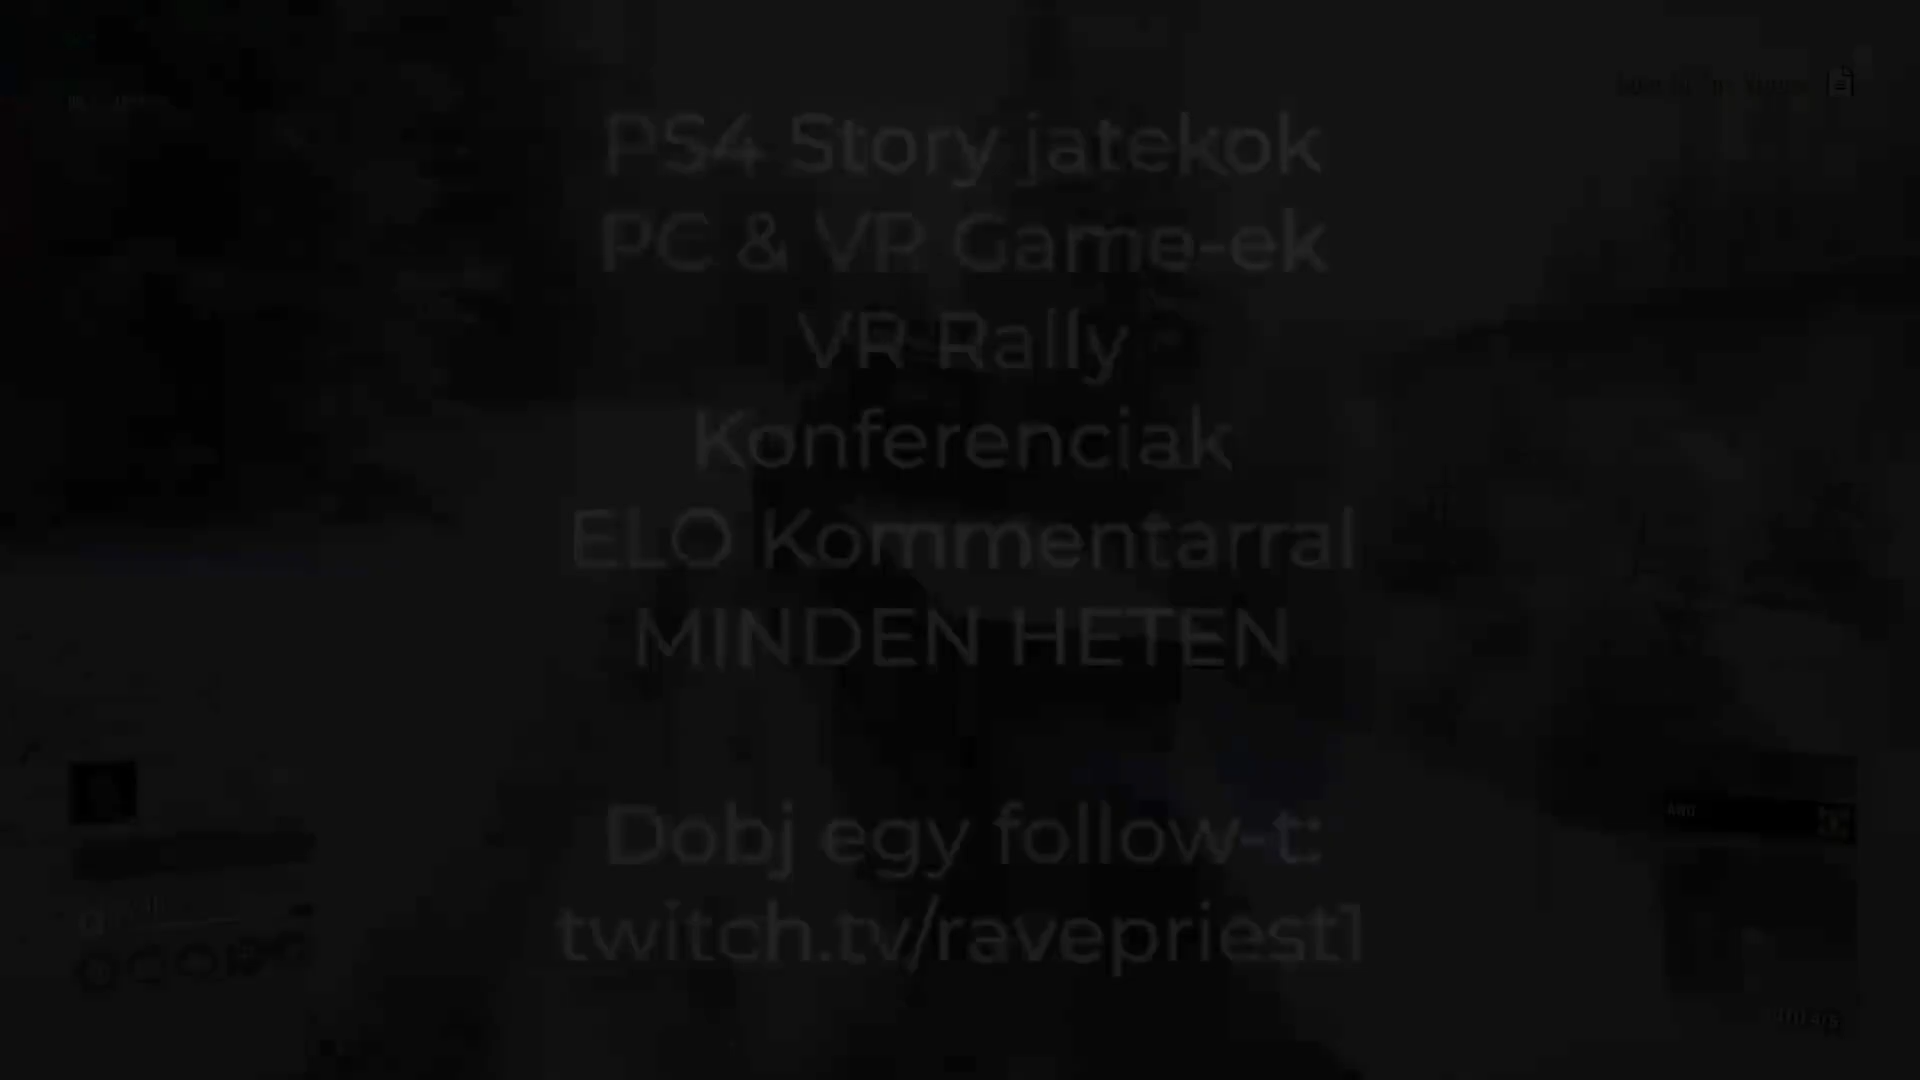 PS4 Story jatekok
PC & VR Game-ek
VR Rally
Konferenciak
ELO Kommentarral
MINDEN HETEN
Dobj egy follow-t:
twitch.tv/ravepriest1